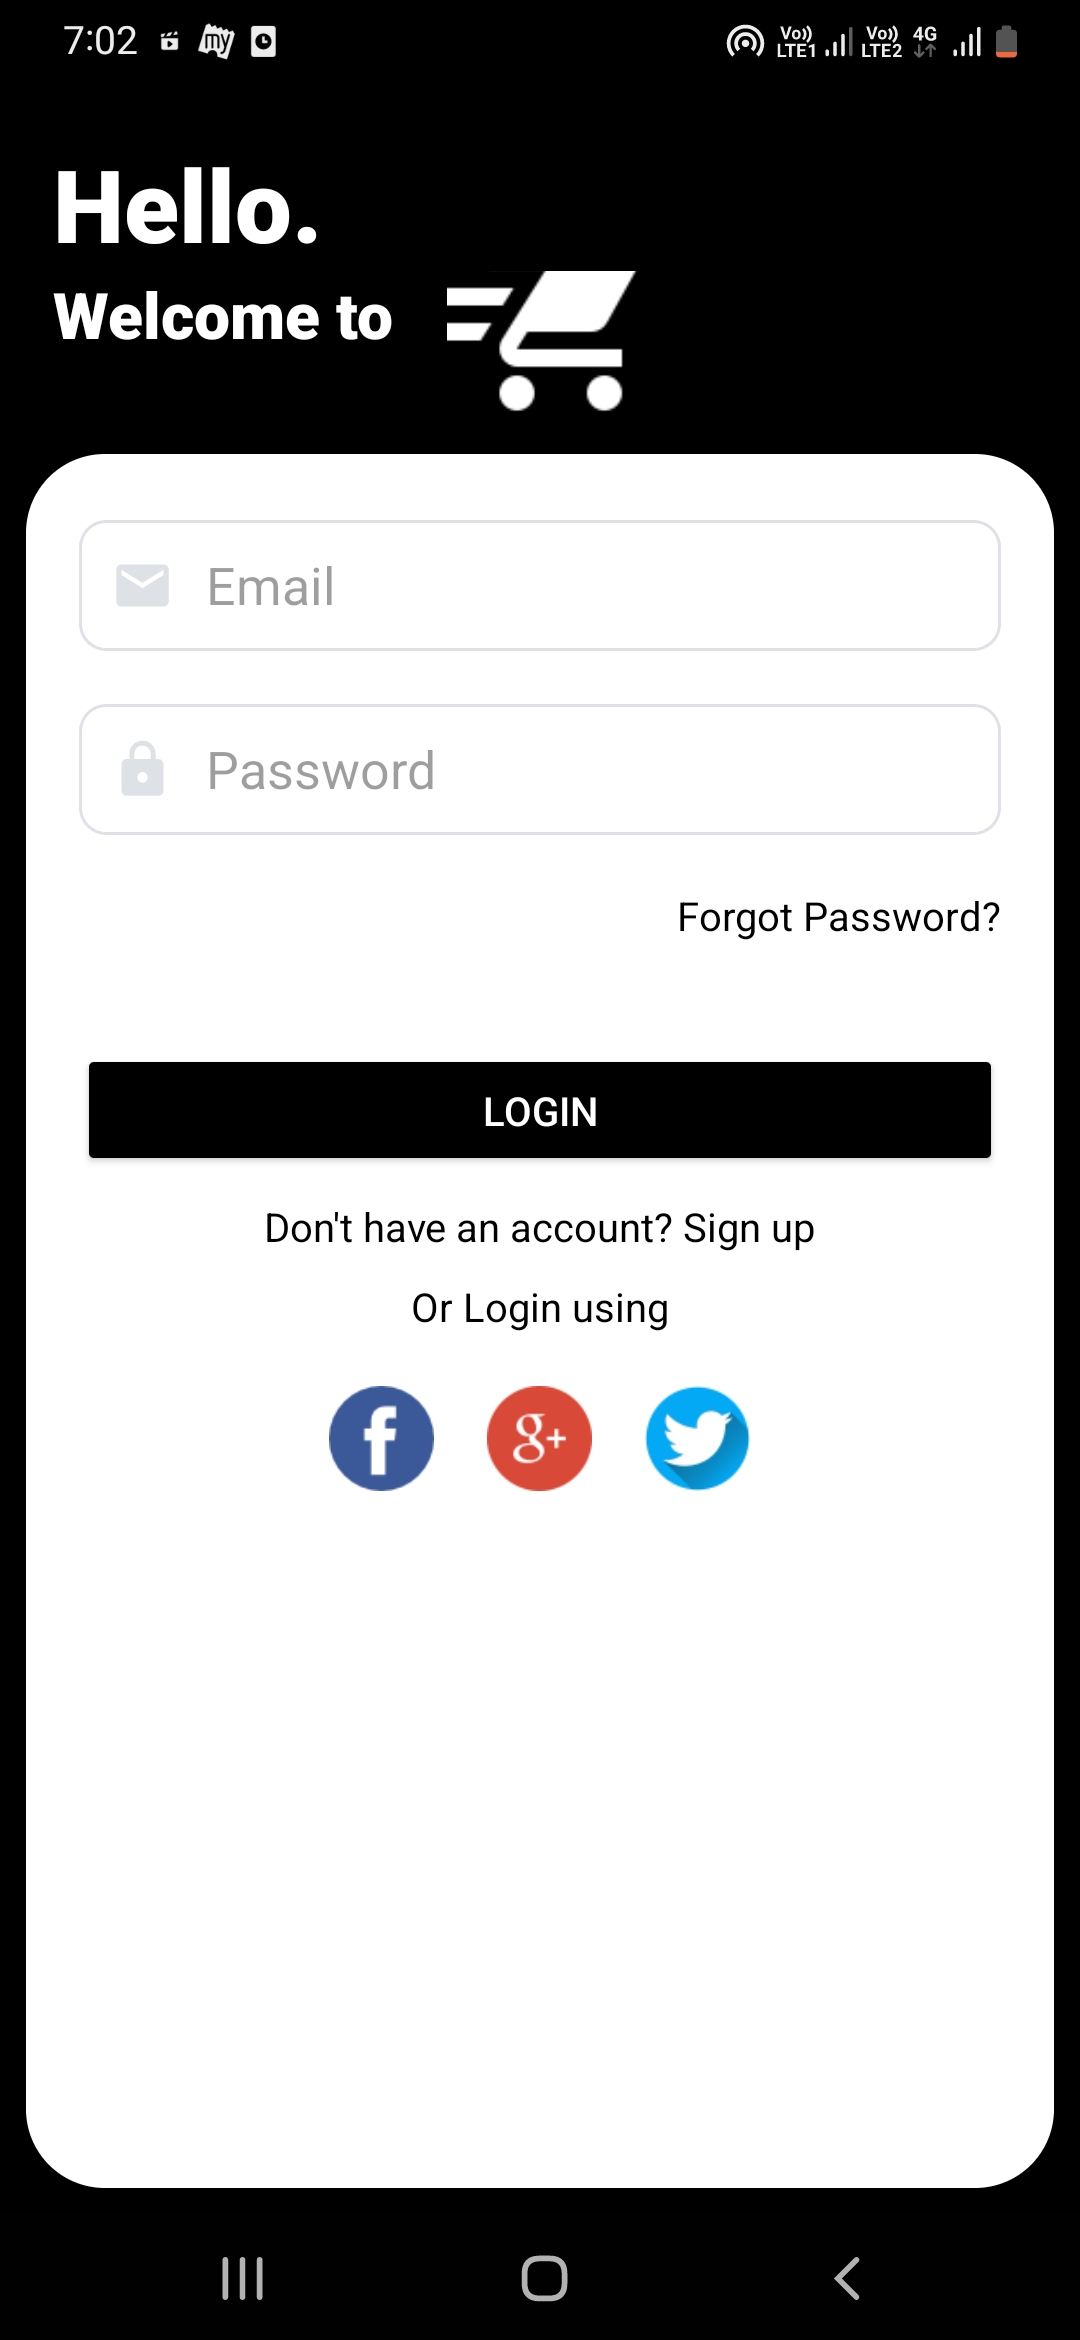 7:02 my Vo)) LTE1 Vo)) LTE2 4G
Hello.
Welcome to
Email
Password
Forgot Password?
LOGIN
Don't have an account? Sign up
Or Login using
f g+